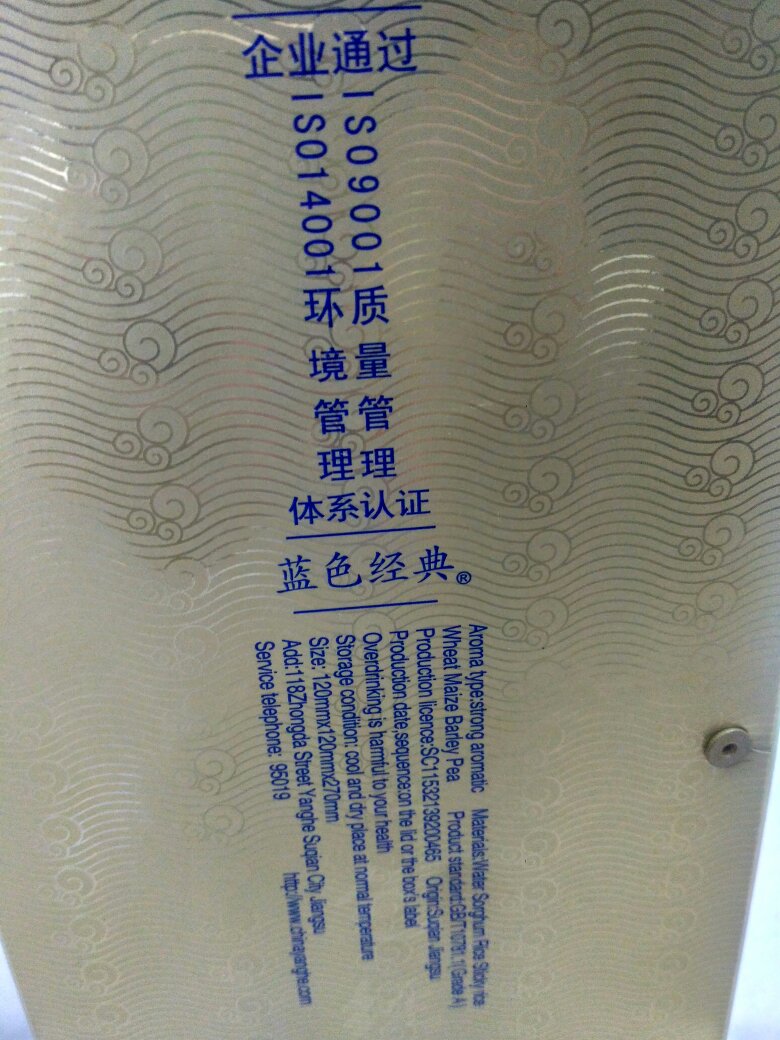 企业通过
ISO9001质量管理
ISO14001环境管理
体系认证
蓝色经典®
Aroma type:strong aromatic Materials:Water Sorghum Rice Sticky rice
Wheat Maize Barley Pea Product standard:GB/T10781.1(Grade A)
Production licence:SC11532139200465 Origin:Suqian Jiangsu
Production date,sequence:on the lid or the box's label
Overdrinking is harmful to your health
Storage condition: cool and dry place at normal temperature
Size: 120mmx120mmx270mm
Add:118Zhongda Street Yanghe Suqian City Jiangsu
Service telephone: 95019 http://www.chinayanghe.com